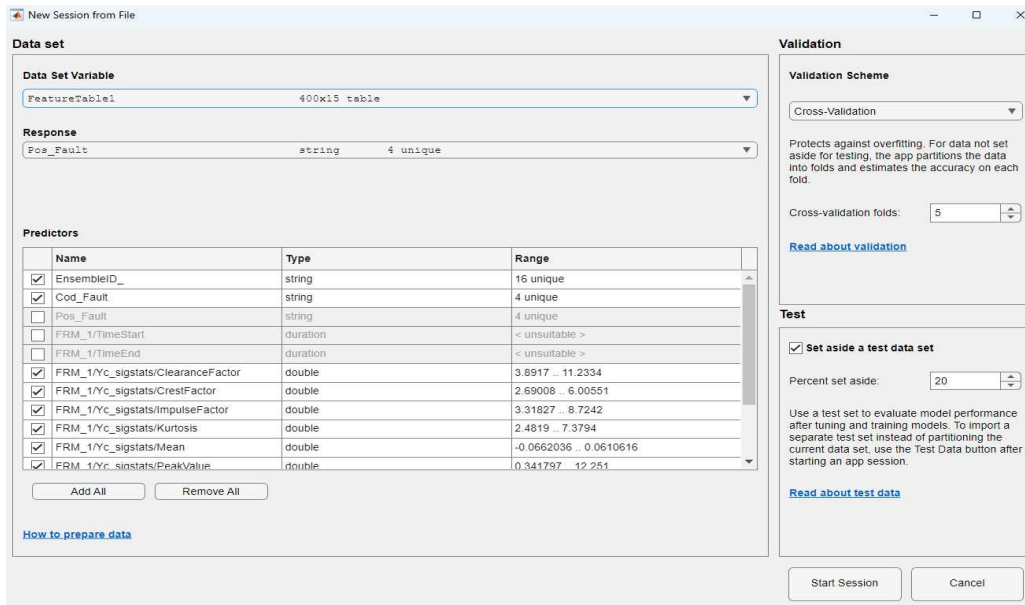 New Session from File
Data set
Data Set Variable
FeatureTable1 400x15 table
Response
Pos_Fault string 4 unique
Predictors
Name Type Range
EnsembleID_ string 16 unique
Cod_Fault string 4 unique
Pos_Fault string 4 unique
FRM_1/TimeStart duration < unsuitable >
FRM_1/TimeEnd duration < unsuitable >
FRM_1/Yc_sigstats/ClearanceFactor double 3.8917 .. 11.2334
FRM_1/Yc_sigstats/CrestFactor double 2.69008 .. 6.00551
FRM_1/Yc_sigstats/ImpulseFactor double 3.31827 .. 8.7242
FRM_1/Yc_sigstats/Kurtosis double 2.4819 .. 7.3794
FRM_1/Yc_sigstats/Mean double -0.0662036 .. 0.0610616
FRM_1/Yc_sigstats/PeakValue double 0.341797 .. 12.251
Add All Remove All
How to prepare data
Validation
Validation Scheme
Cross-Validation
Protects against overfitting. For data not set
aside for testing, the app partitions the data
into folds and estimates the accuracy on each
fold.
Cross-validation folds: 5
Read about validation
Test
Set aside a test data set
Percent set aside: 20
Use a test set to evaluate model performance
after tuning and training models. To import a
separate test set instead of partitioning the
current data set, use the Test Data button after
starting an app session.
Read about test data
Start Session Cancel